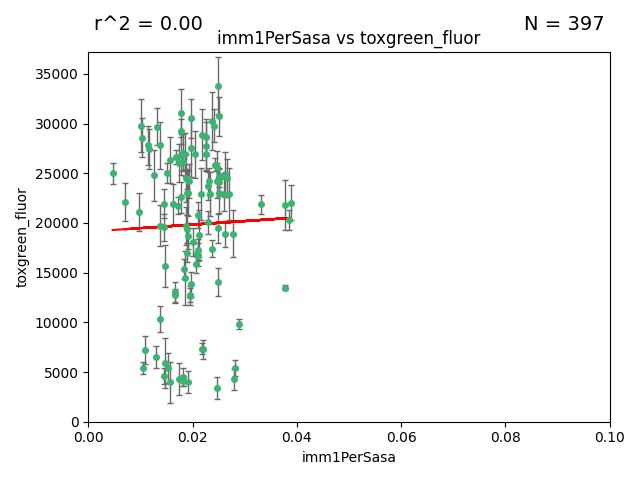 r^2 = 0.00
N = 397
imm1PerSasa vs toxgreen_fluor
35000
30000
25000
20000
15000
10000
5000
0
toxgreen_fluor
0.00 0.02 0.04 0.06 0.08 0.10
imm1PerSasa